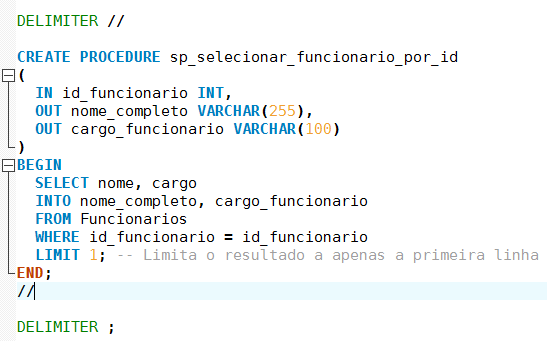 DELIMITER //
CREATE PROCEDURE sp_selecionar_funcionario_por_id
(
IN id_funcionario INT,
OUT nome_completo VARCHAR(255),
OUT cargo_funcionario VARCHAR(100)
)
BEGIN
SELECT nome, cargo
INTO nome_completo, cargo_funcionario
FROM Funcionarios
WHERE id_funcionario = id_funcionario
LIMIT 1; -- Limita o resultado a apenas a primeira linha
END;
//
DELIMITER ;